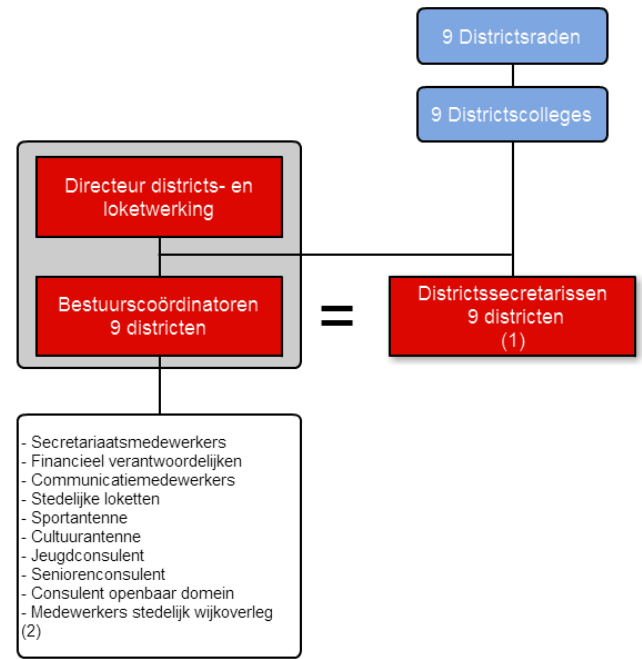 9 Districtsraden
9 Districtscolleges
Directeur districts- en
loketwerking
Bestuurscoördinatoren
9 districten
=
Districtssecretarissen
9 districten
(1)
- Secretariaatsmedewerkers
- Financieel verantwoordelijken
- Communicatiemedewerkers
- Stedelijke loketten
- Sportantenne
- Cultuurantenne
- Jeugdconsulent
- Seniorenconsulent
- Consulent openbaar domein
- Medewerkers stedelijk wijkoverleg
(2)